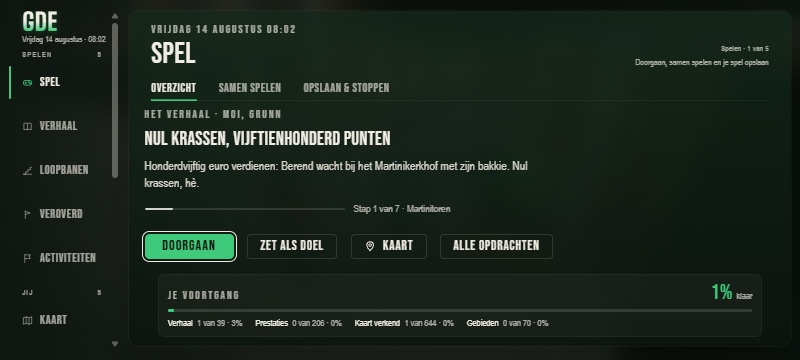 GDE
Vrijdag 14 augustus · 08:02
SPELEN 5
SPEL
VERHAAL
LOOPBANEN
VEROVERD
ACTIVITEITEN
JIJ 5
KAART
VRIJDAG 14 AUGUSTUS 08:02
SPEL
Spelen · 1 van 5
Doorgaan, samen spelen en je spel opslaan
OVERZICHT SAMEN SPELEN OPSLAAN & STOPPEN
HET VERHAAL · MOI, GRUNN
NUL KRASSEN, VIJFTIENHONDERD PUNTEN
Honderdvijftig euro verdienen: Berend wacht bij het Martinikerkhof met zijn bakkie. Nul
krassen, hè.
Stap 1 van 7 · Martinitoren
DOORGAAN ZET ALS DOEL KAART ALLE OPDRACHTEN
JE VOORTGANG 1% klaar
Verhaal 1 van 39 · 3% Prestaties 0 van 206 · 0% Kaart verkend 1 van 644 · 0% Gebieden 0 van 70 · 0%